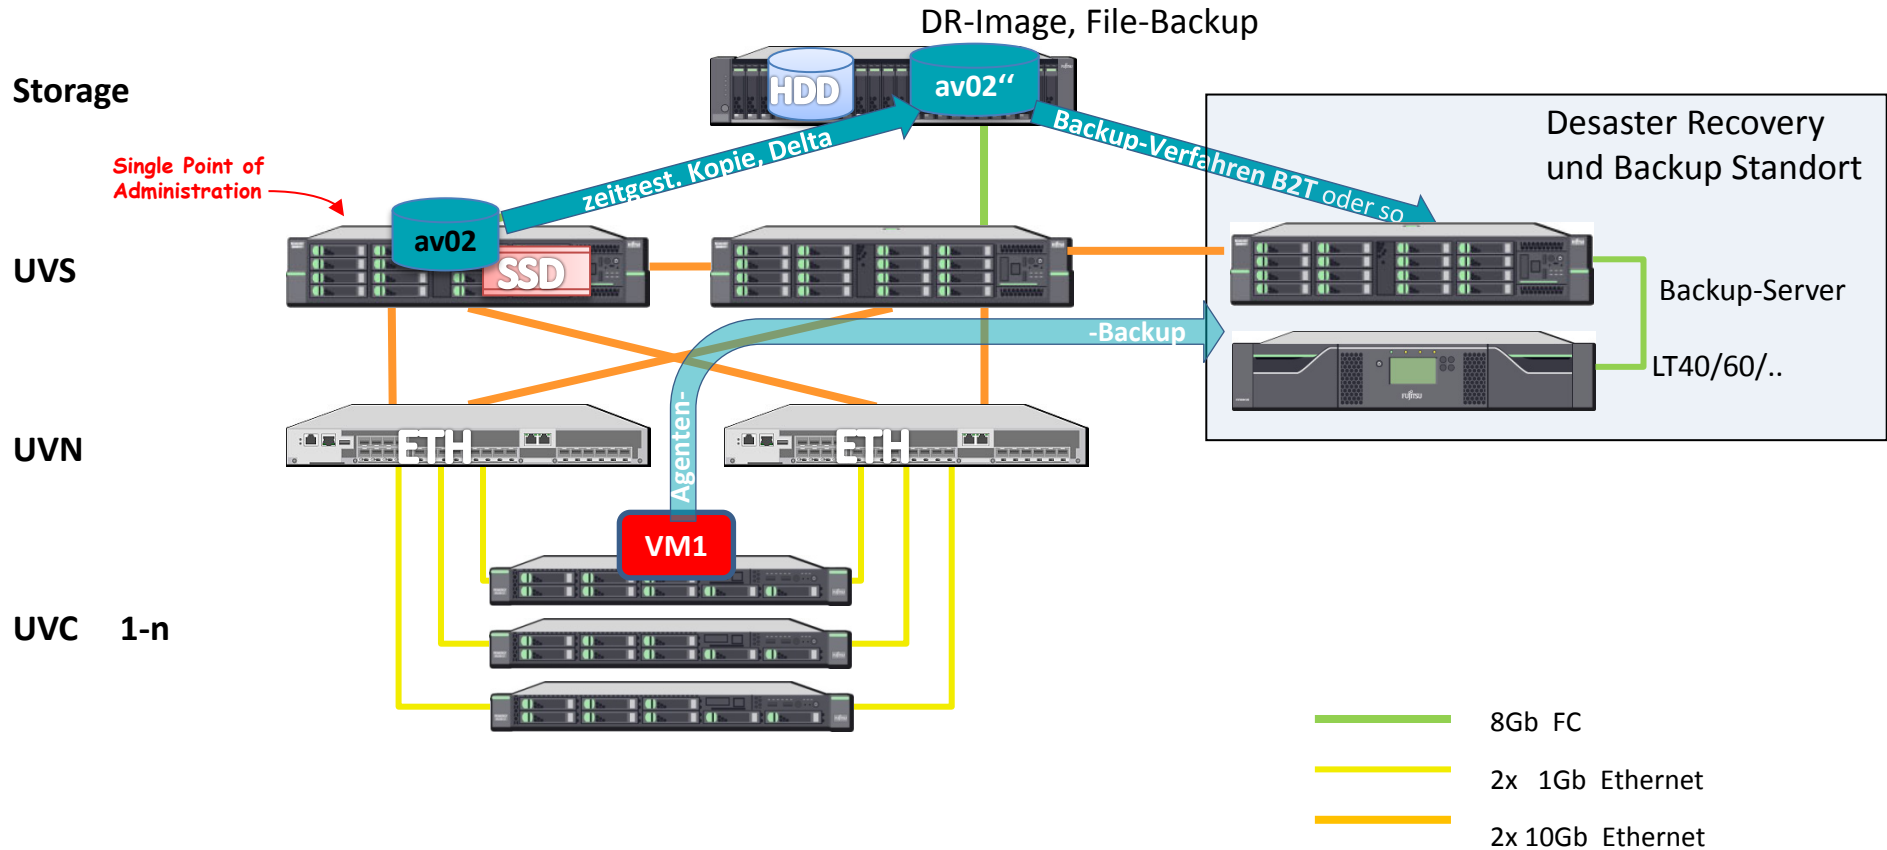 DR-Image, File-Backup
Storage
HDD
av02“
zeitgest. Kopie, Delta
Backup-Verfahren B2T oder so
Desaster Recovery
und Backup Standort
Single Point of
Administration
UVS
av02
SSD
Backup-Server
-Backup
LT40/60/..
FUJITSU
UVN
ETH
ETH
Agenten-
VM1
UVC 1-n
8Gb FC
2x 1Gb Ethernet
2x 10Gb Ethernet